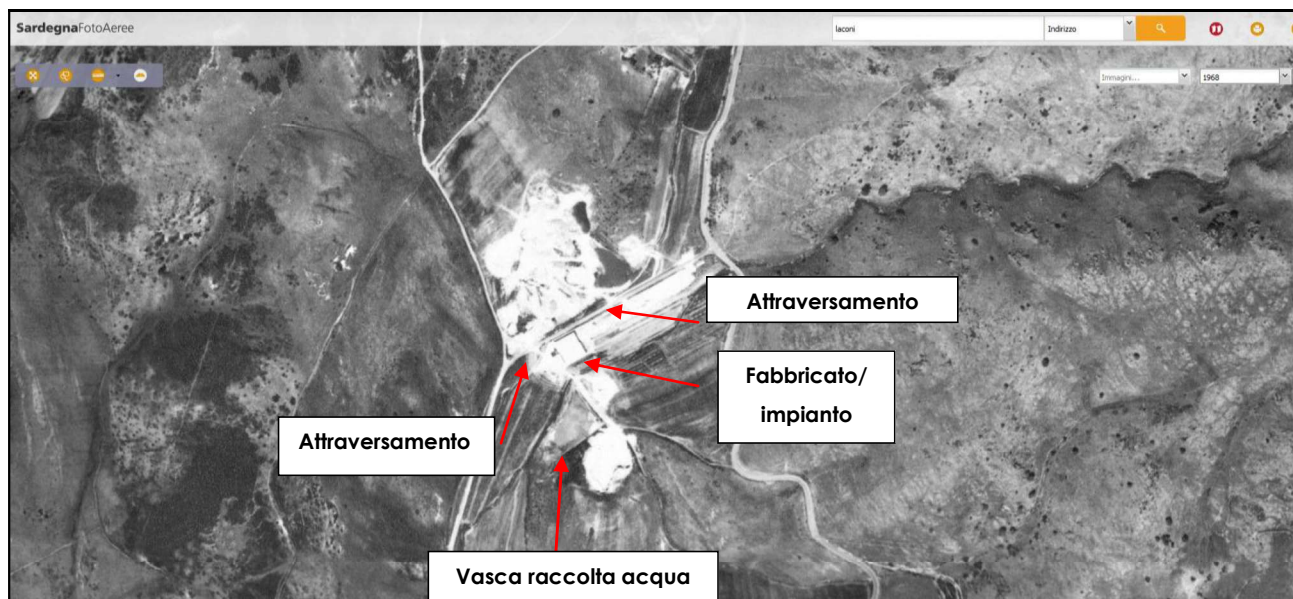 SardegnaFotoAeree
laconi
Indirizzo
Immagini...
1968
Attraversamento
Fabbricato/
impianto
Attraversamento
Vasca raccolta acqua